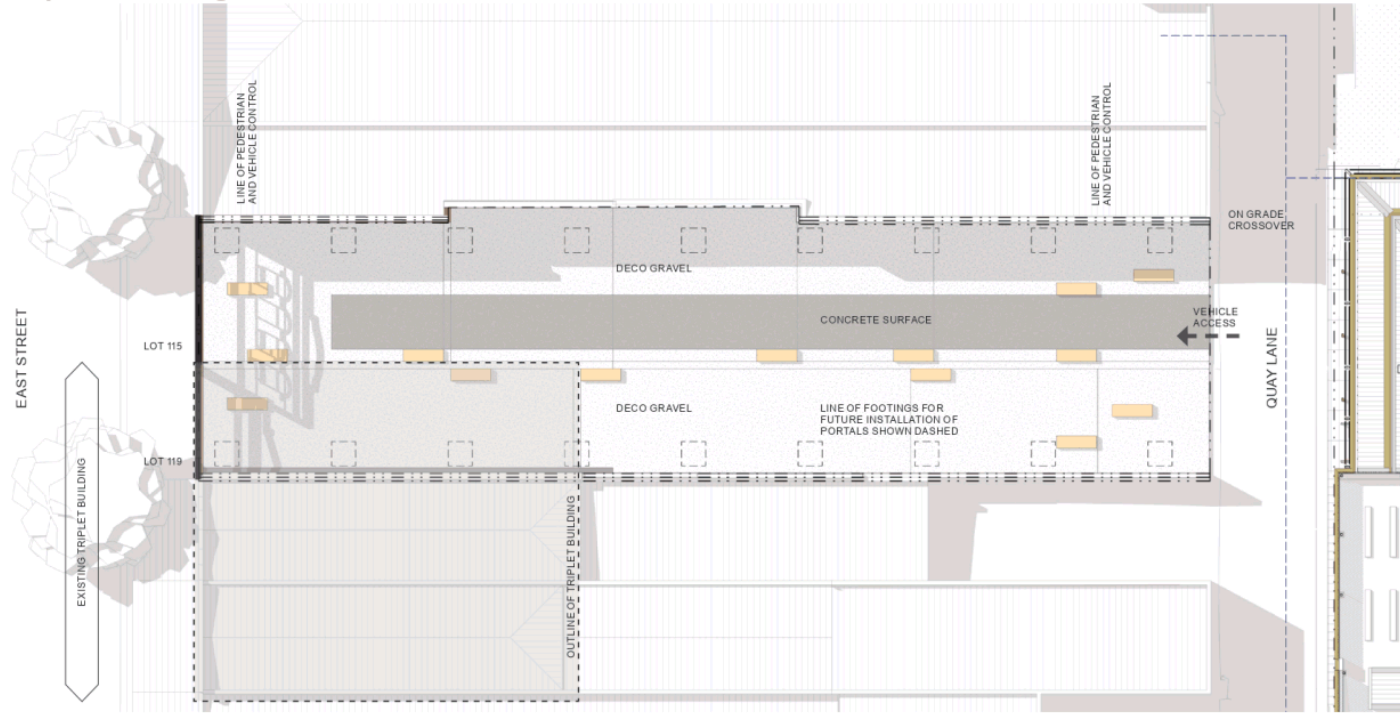 LINE OF PEDESTRIAN
AND VEHICLE CONTROL
LINE OF PEDESTRIAN
AND VEHICLE CONTROL
ON GRADE
CROSSOVER
DECO GRAVEL
CONCRETE SURFACE
VEHICLE
ACCESS
EAST STREET
LOT 115
QUAY LANE
DECO GRAVEL
LINE OF FOOTINGS FOR
FUTURE INSTALLATION OF
PORTALS SHOWN DASHED
LOT 119
EXISTING TRIPLET BUILDING
OUTLINE OF TRIPLET BUILDING